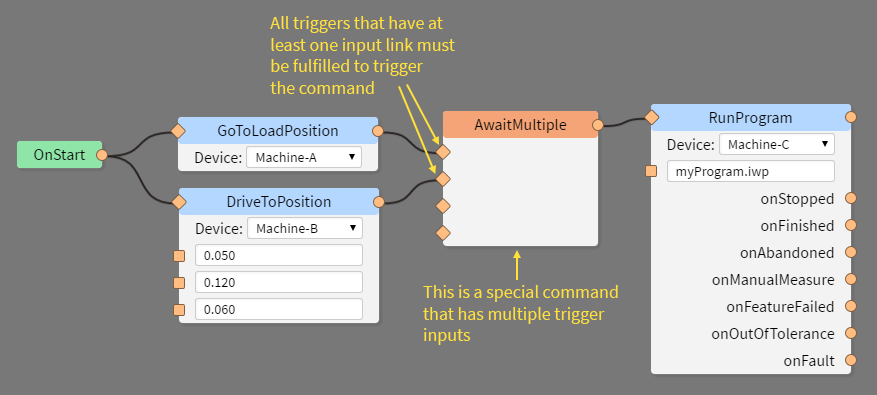 All triggers that have at
least one input link must
be fulfilled to trigger
the command
OnStart
GoToLoadPosition
Device: Machine-A
DriveToPosition
Device: Machine-B
0.050
0.120
0.060
AwaitMultiple
This is a special command
that has multiple trigger
inputs
RunProgram
Device: Machine-C
myProgram.iwp
onStopped
onFinished
onAbandoned
onManualMeasure
onFeatureFailed
onOutOfTolerance
onFault